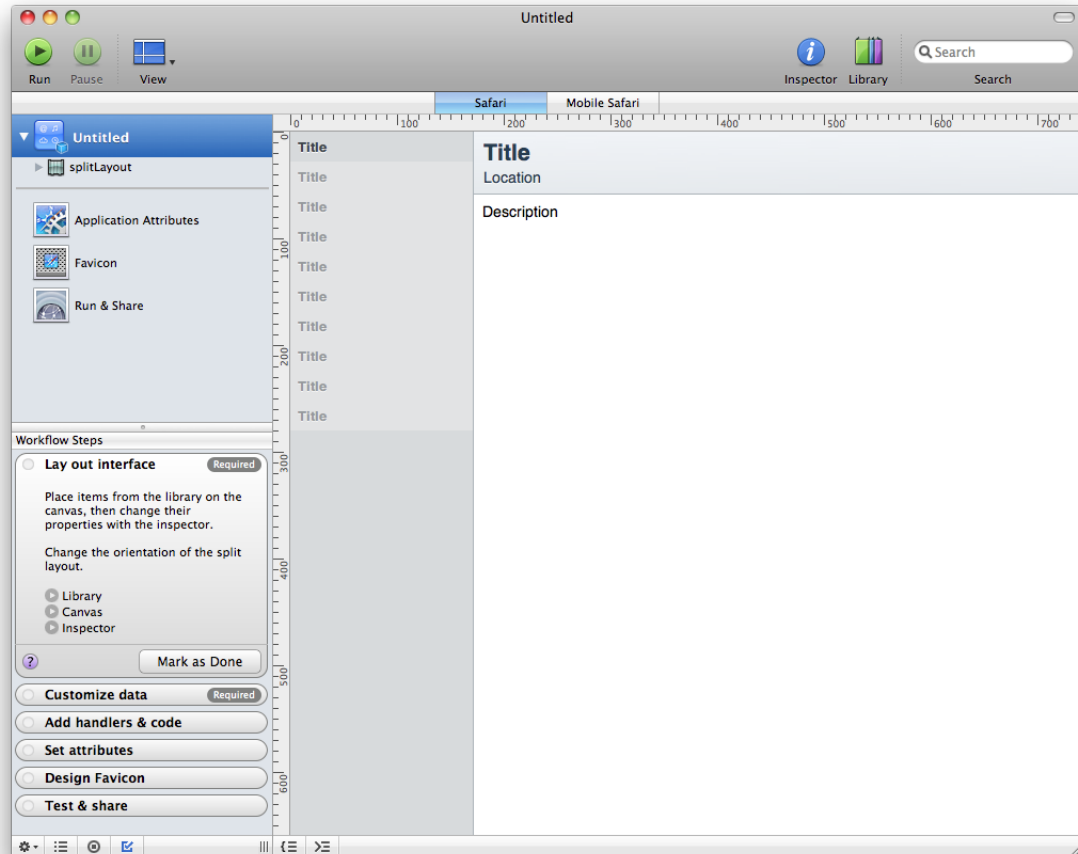 Untitled
Run
Pause
View
Inspector
Library
Search
Search
Safari
Mobile Safari
0 100 200 300 400 500 600 700
Untitled
splitLayout
Application Attributes
Favicon
Run & Share
0
100
200
300
400
500
600
Title
Title
Title
Title
Title
Title
Title
Title
Title
Title
Title
Location
Description
Workflow Steps
Lay out interface Required
Place items from the library on the
canvas, then change their
properties with the inspector.
Change the orientation of the split
layout.
Library
Canvas
Inspector
? Mark as Done
Customize data Required
Add handlers & code
Set attributes
Design Favicon
Test & share